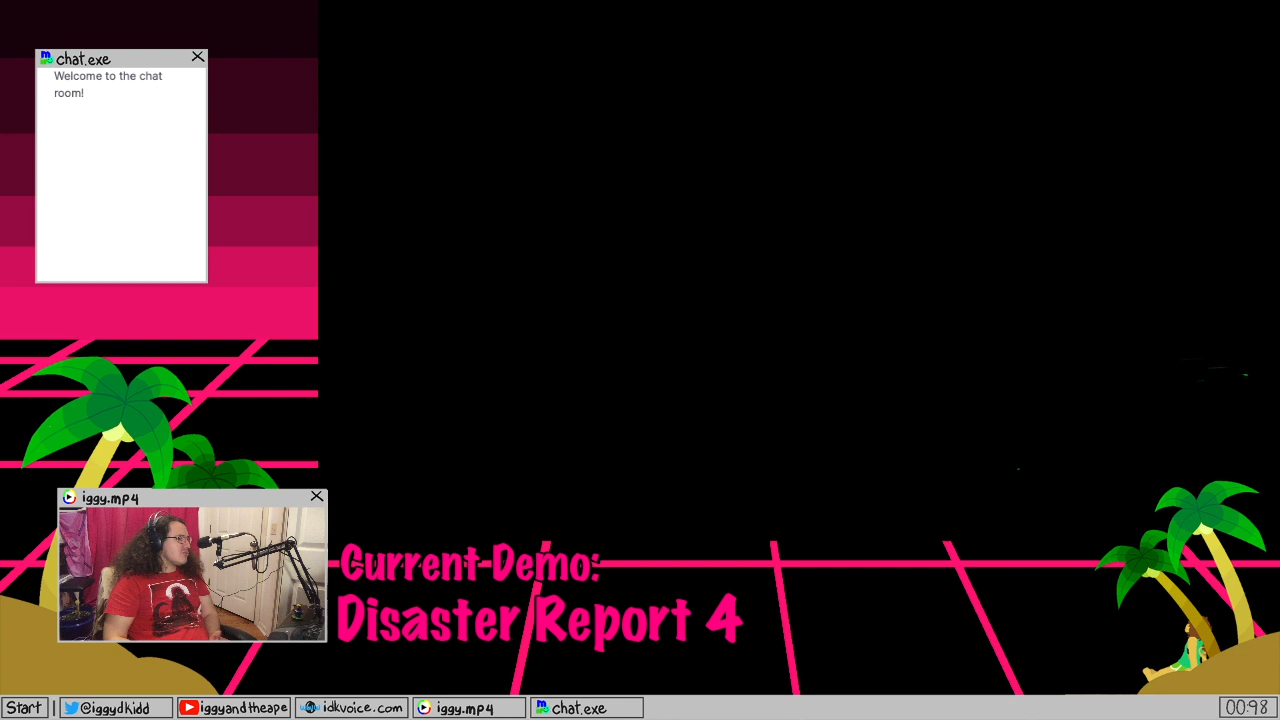 chat.exe
Welcome to the chat
room!
iggy.mp4
Current Demo:
Disaster Report 4
Start | @iggydkidd iggyandtheape www idkvoice.com iggy.mp4 chat.exe 00:98